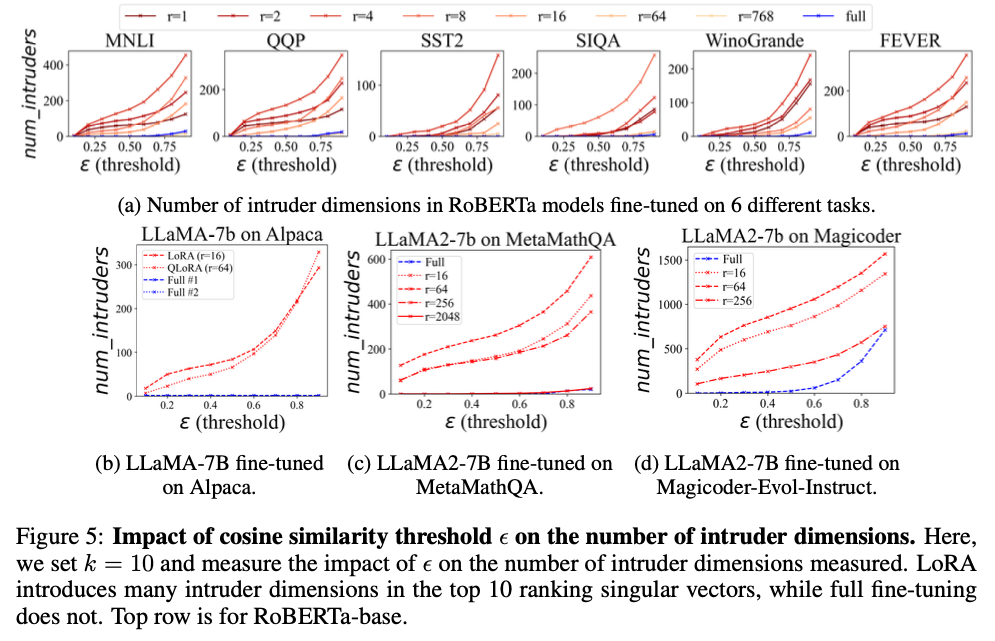 r=1 r=2 r=4 r=8 r=16 r=64 r=768 full
MNLI QQP SST2 SIQA WinoGrande FEVER
num_intruders
400
200
0
200
0
100
0
200
100
0
200
100
0
200
0
0.25 0.50 0.75 0.25 0.50 0.75 0.25 0.50 0.75 0.25 0.50 0.75 0.25 0.50 0.75 0.25 0.50 0.75
ε (threshold) ε (threshold) ε (threshold) ε (threshold) ε (threshold) ε (threshold)
(a) Number of intruder dimensions in RoBERTa models fine-tuned on 6 different tasks.
LLaMA-7b on Alpaca
num_intruders
300
200
100
0
LoRA (r=16)
QLoRA (r=64)
Full #1
Full #2
0.2 0.4 0.6 0.8
ε (threshold)
LLaMA2-7b on MetaMathQA
num_intruders
600
400
200
0
Full
r=16
r=64
r=256
r=2048
0.2 0.4 0.6 0.8
ε (threshold)
LLaMA2-7b on Magicoder
num_intruders
1500
1000
500
0
Full
r=16
r=64
r=256
0.2 0.4 0.6 0.8
ε (threshold)
(b) LLaMA-7B fine-tuned
on Alpaca.
(c) LLaMA2-7B fine-tuned on
MetaMathQA.
(d) LLaMA2-7B fine-tuned on
Magicoder-Evol-Instruct.
Figure 5: Impact of cosine similarity threshold ϵ on the number of intruder dimensions. Here,
we set k = 10 and measure the impact of ϵ on the number of intruder dimensions measured. LoRA
introduces many intruder dimensions in the top 10 ranking singular vectors, while full fine-tuning
does not. Top row is for RoBERTa-base.